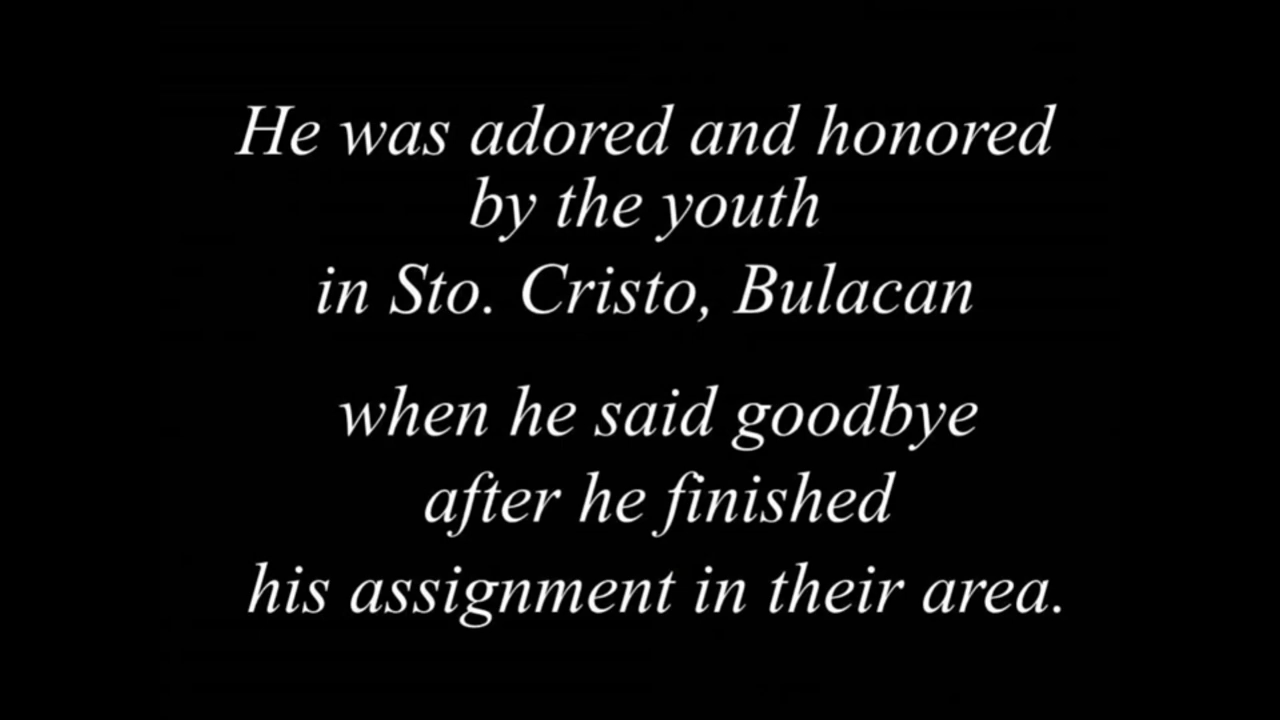 He was adored and honored
by the youth
in Sto. Cristo, Bulacan
when he said goodbye
after he finished
his assignment in their area.